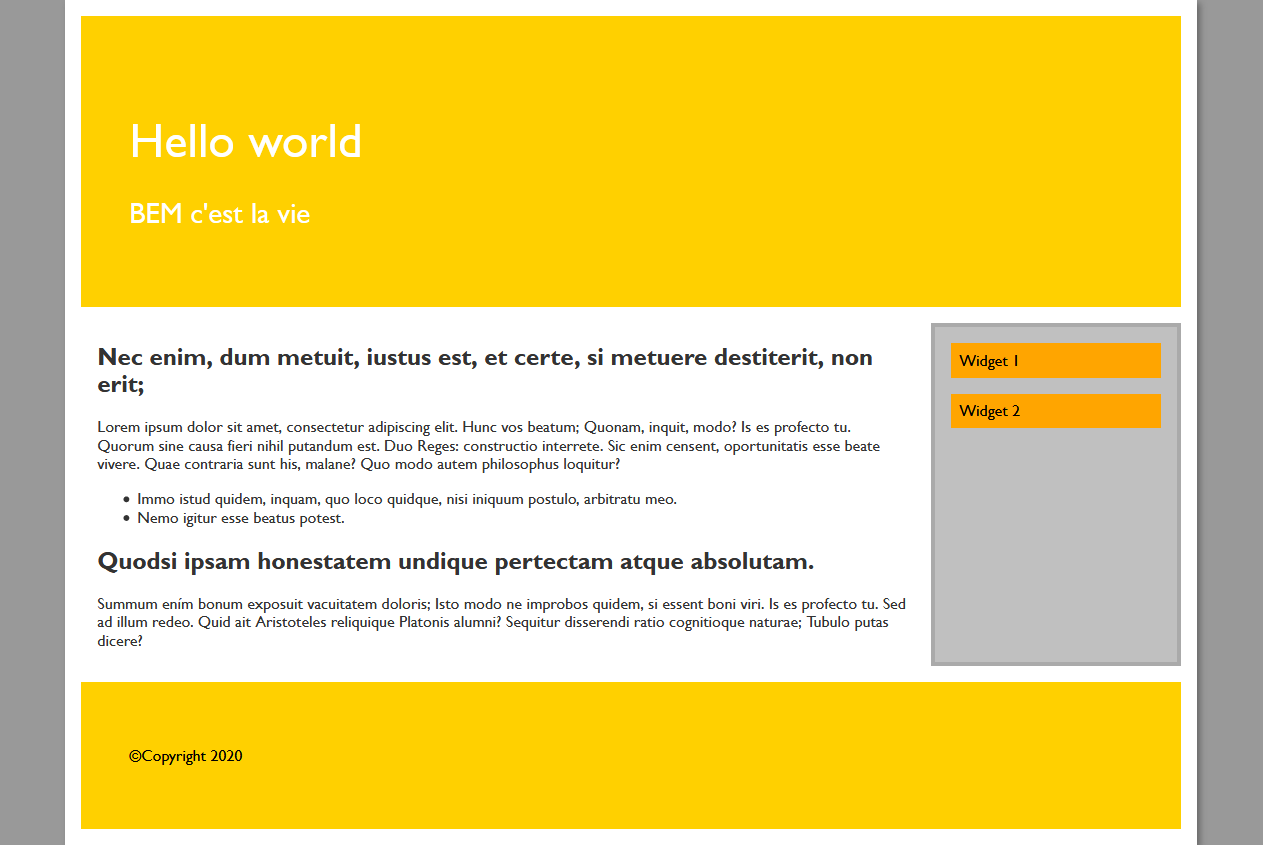 Hello world
BEM c'est la vie
Nec enim, dum metuit, iustus est, et certe, si metuere destiterit, non
erit;
Lorem ipsum dolor sit amet, consectetur adipiscing elit. Hunc vos beatum; Quonam, inquit, modo? Is es profecto tu.
Quorum sine causa fieri nihil putandum est. Duo Reges: constructio interrete. Sic enim censent, oportunitatis esse beate
vivere. Quae contraria sunt his, malane? Quo modo autem philosophus loquitur?
• Immo istud quidem, inquam, quo loco quidque, nisi iniquum postulo, arbitratu meo.
• Nemo igitur esse beatus potest.
Quodsi ipsam honestatem undique pertectam atque absolutam.
Summum ením bonum exposuit vacuitatem doloris; Isto modo ne improbos quidem, si essent boni viri. Is es profecto tu. Sed
ad illum redeo. Quid ait Aristoteles reliquique Platonis alumni? Sequitur disserendi ratio cognitioque naturae; Tubulo putas
dicere?
Widget 1
Widget 2
©Copyright 2020